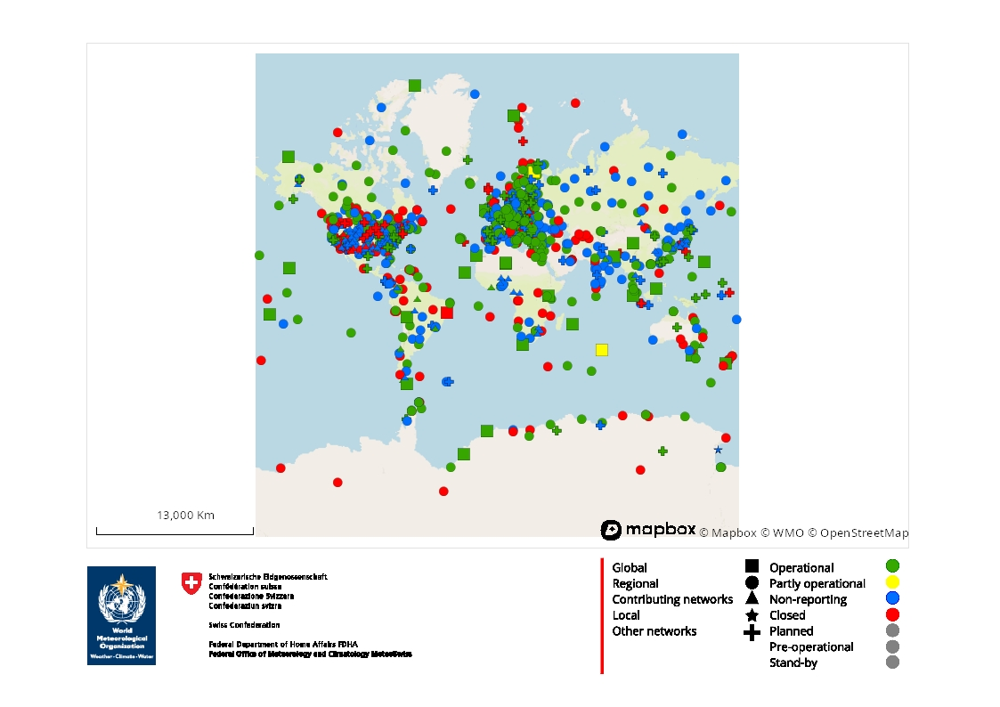 13,000 Km
mapbox
© Mapbox © WMO © OpenStreetMap
World
Meteorological
Organization
Weather · Climate · Water
Schweizerische Eidgenossenschaft
Confédération suisse
Confederazione Svizzera
Confederaziun svizra
Swiss Confederation
Federal Department of Home Affairs FDHA
Federal Office of Meteorology and Climatology MeteoSwiss
Global
Regional
Contributing networks
Local
Other networks
Operational
Partly operational
Non-reporting
Closed
Planned
Pre-operational
Stand-by